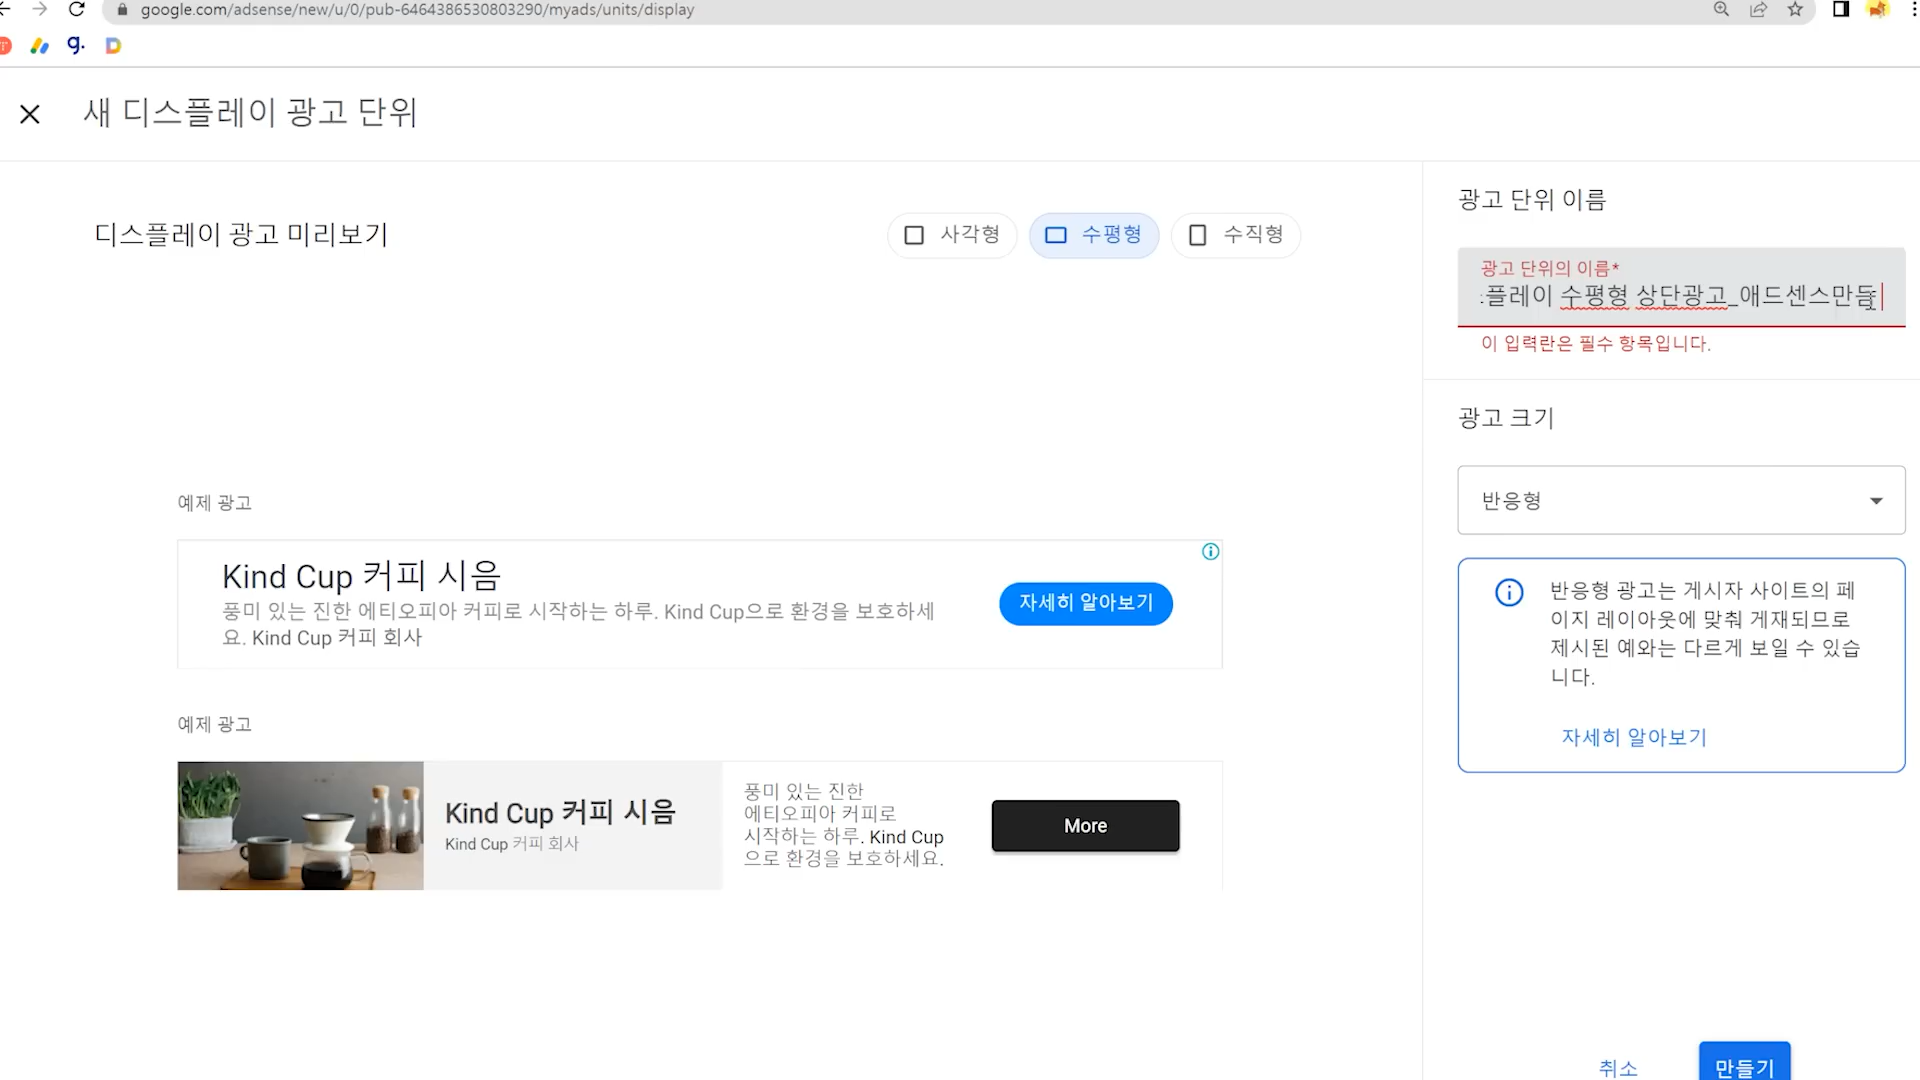 google.com/adsense/new/u/0/pub-6464386530803290/myads/units/display
새 디스플레이 광고 단위
디스플레이 광고 미리보기
사각형
수평형
수직형
예제 광고
Kind Cup 커피 시음
풍미 있는 진한 에티오피아 커피로 시작하는 하루. Kind Cup으로 환경을 보호하세
요. Kind Cup 커피 회사
자세히 알아보기
예제 광고
Kind Cup 커피 시음
Kind Cup 커피 회사
풍미 있는 진한
에티오피아 커피로
시작하는 하루. Kind Cup
으로 환경을 보호하세요.
More
광고 단위 이름
광고 단위의 이름*
플레이 수평형 상단광고_애드센스만듬
이 입력란은 필수 항목입니다.
광고 크기
반응형
반응형 광고는 게시자 사이트의 페
이지 레이아웃에 맞춰 게재되므로
제시된 예와는 다르게 보일 수 있습
니다.
자세히 알아보기
취소
만들기